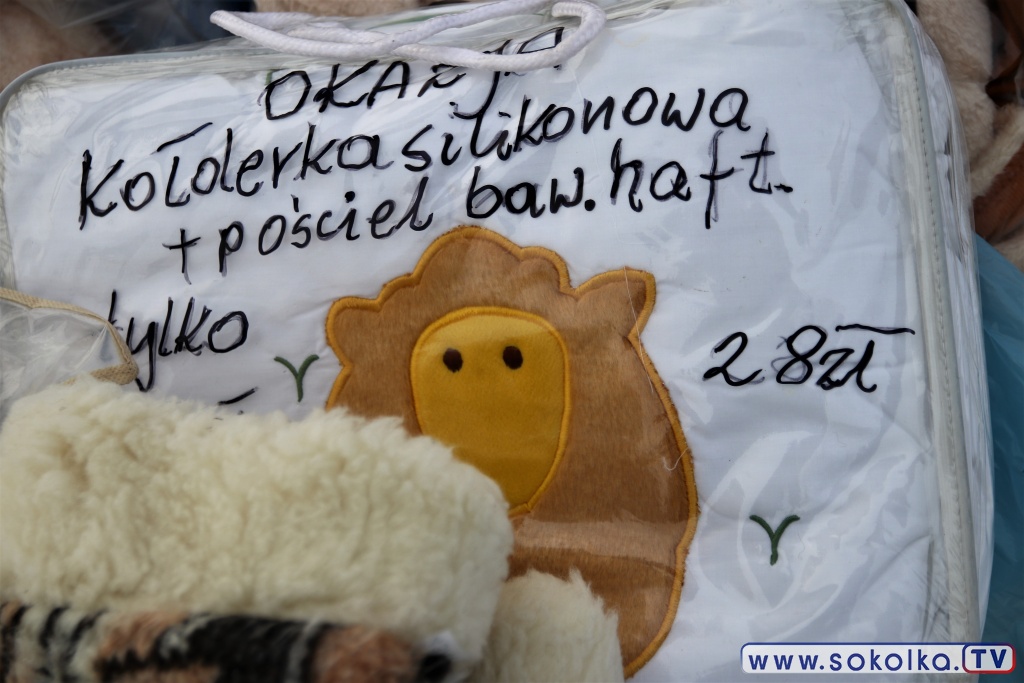 OKAZJA
Kołderka silikonowa
+ pościel baw. haft.
tylko
28zł
www.sokolka.TV